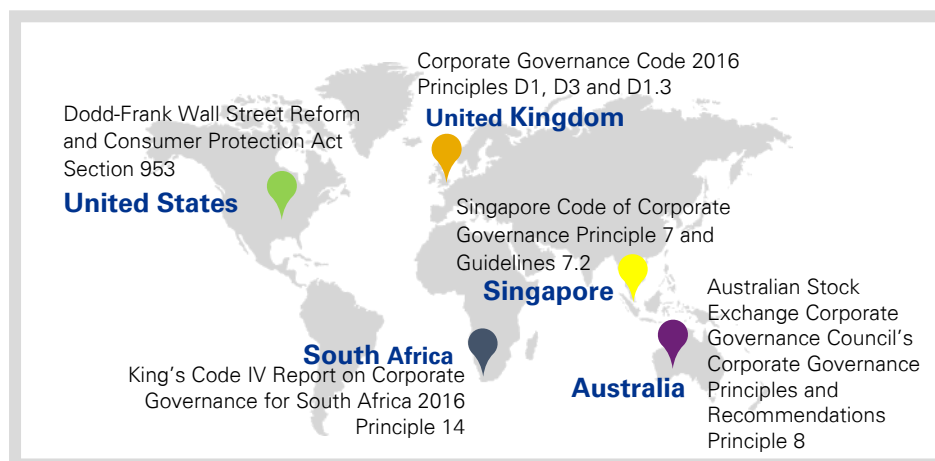 Corporate Governance Code 2016
Principles D1, D3 and D1.3
United Kingdom
Dodd-Frank Wall Street Reform
and Consumer Protection Act
Section 953
United States
Singapore Code of Corporate
Governance Principle 7 and
Guidelines 7.2
Singapore
Australian Stock
Exchange Corporate
Governance Council’s
Corporate Governance
Principles and
Recommendations
Principle 8
Australia
South Africa
King’s Code IV Report on Corporate
Governance for South Africa 2016
Principle 14